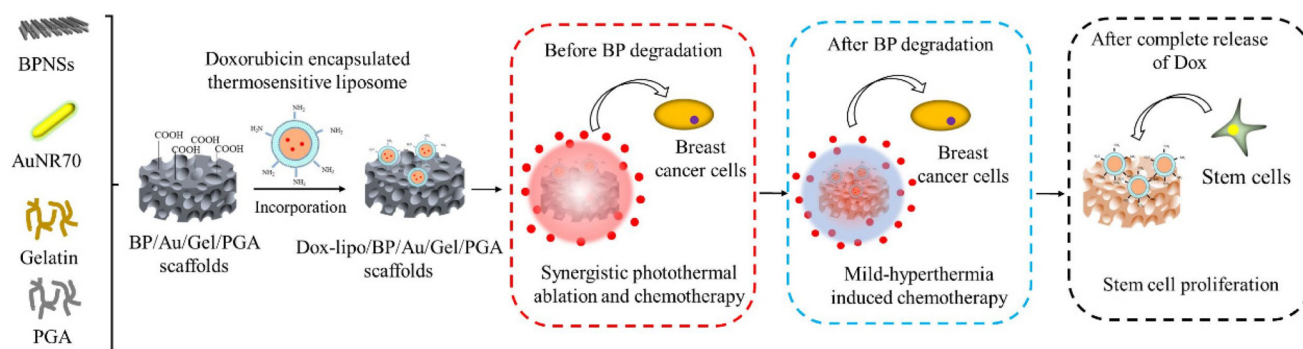 BPNSs
AuNR70
Gelatin
PGA
Doxorubicin encapsulated
thermosensitive liposome
COOH
COOH
COOH
COOH
NH₂
H₂N
NH₂
NH₂
NH₂
NH₂
Incorporation
BP/Au/Gel/PGA
scaffolds
Dox-lipo/BP/Au/Gel/PGA
scaffolds
Before BP degradation
Breast
cancer cells
Synergistic photothermal
ablation and chemotherapy
After BP degradation
Breast
cancer cells
Mild-hyperthermia
induced chemotherapy
After complete release
of Dox
Stem cells
Stem cell proliferation